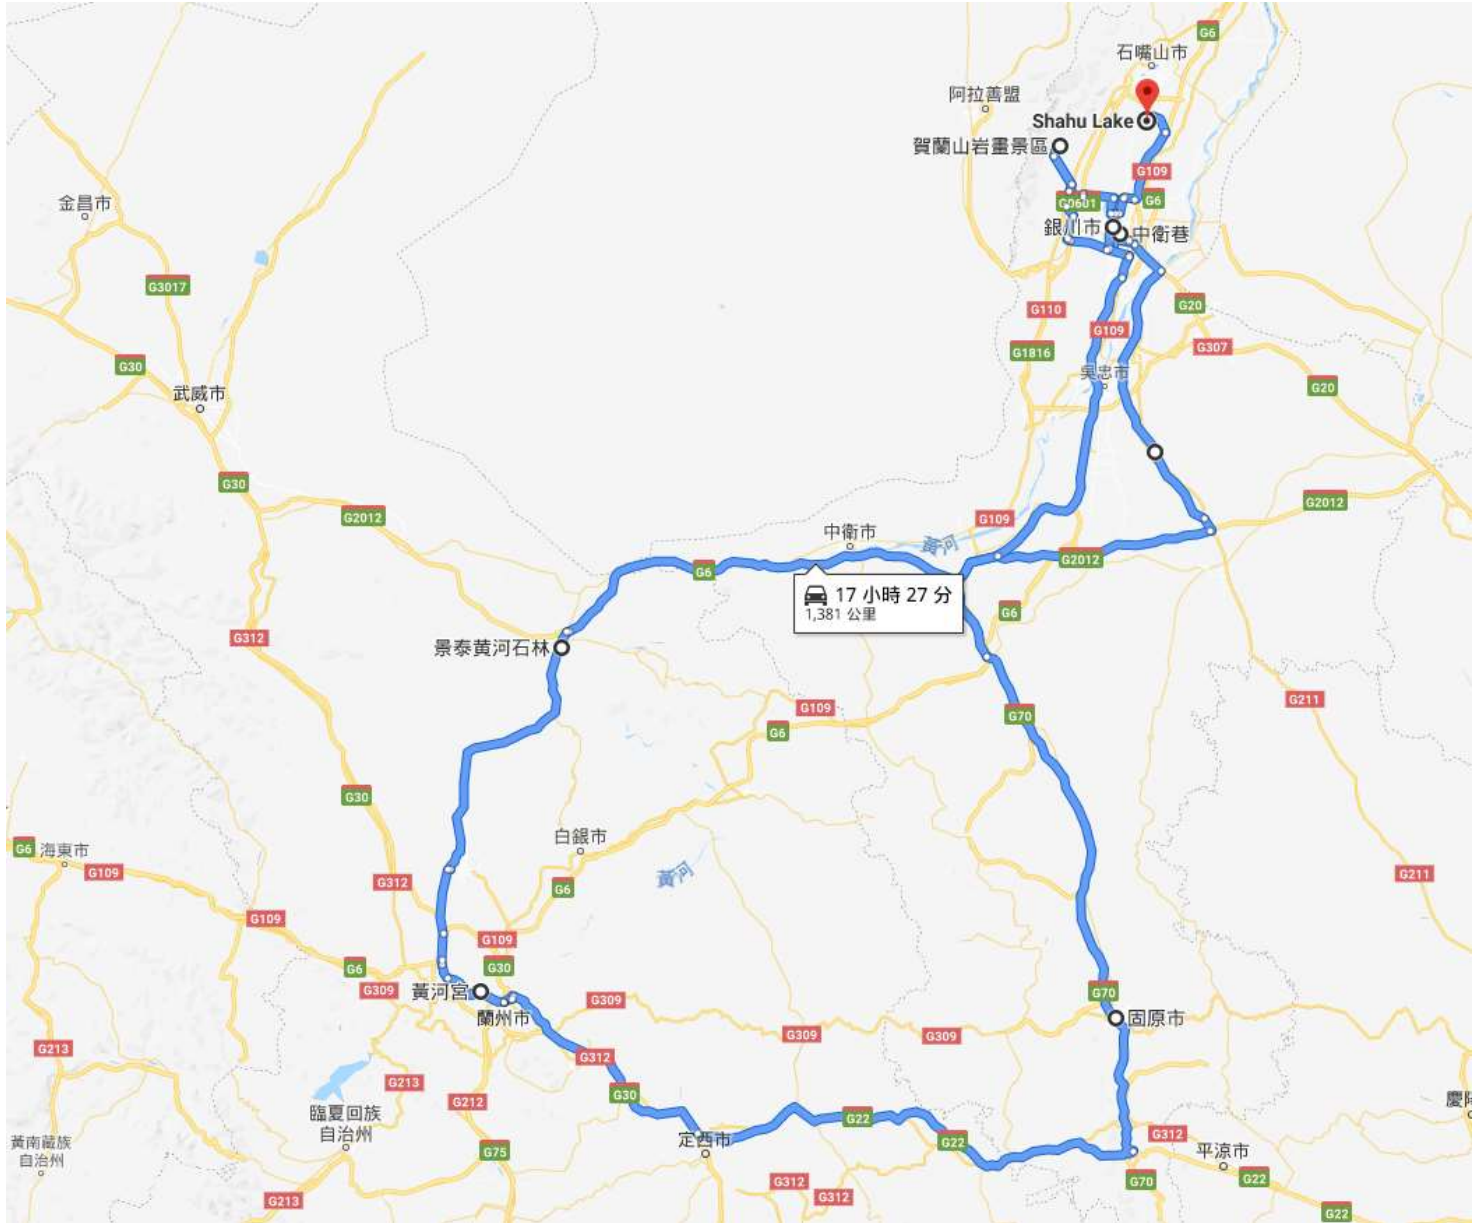 G6
石嘴山市
阿拉善盟
Shahu Lake
賀蘭山岩畫景區
G109
金昌市
G0601
G6
銀川市
中衛巷
G3017
G20
G110
G109
G307
G1816
G30
吳忠市
G20
武威市
G30
G2012
G2012
G109
中衛市
黃河
G2012
G6
17 小時 27 分
1,381 公里
G6
G312
景泰黄河石林
G211
G109
G70
G6
G30
白銀市
G6
海東市
G109
黃河
G312
G6
G211
G109
G109
G6
G30
G309
黃河宮
G309
G70
蘭州市
固原市
G309
G309
G213
G312
G213
G30
G212
慶陽
臨夏回族
自治州
G22
G312
G22
定西市
黃南藏族
自治州
G75
平涼市
G22
G70
G312
G213
G312
G22